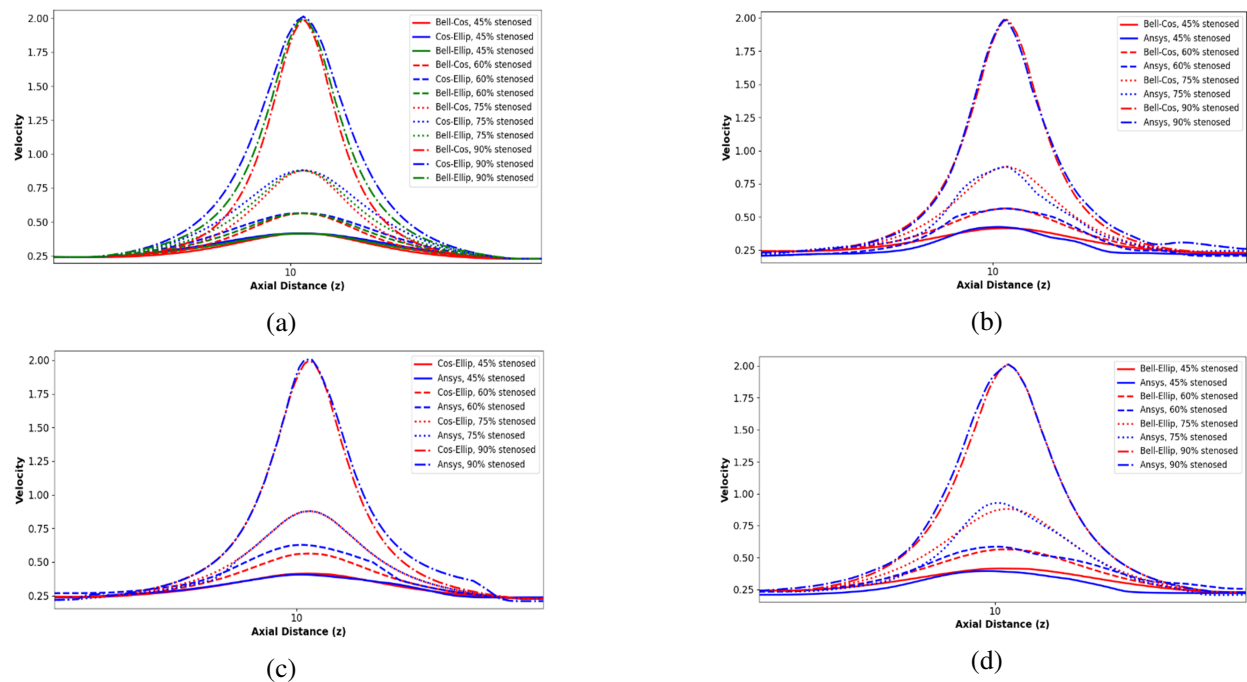 2.00
1.75
1.50
1.25
1.00
0.75
0.50
0.25
Velocity
10
Axial Distance (z)
Bell-Cos, 45% stenosed
Cos-Ellip, 45% stenosed
Bell-Ellip, 45% stenosed
Bell-Cos, 60% stenosed
Cos-Ellip, 60% stenosed
Bell-Ellip, 60% stenosed
Bell-Cos, 75% stenosed
Cos-Ellip, 75% stenosed
Bell-Ellip, 75% stenosed
Bell-Cos, 90% stenosed
Cos-Ellip, 90% stenosed
Bell-Ellip, 90% stenosed
(a)
2.00
1.75
1.50
1.25
1.00
0.75
0.50
0.25
Velocity
10
Axial Distance (z)
Bell-Cos, 45% stenosed
Ansys, 45% stenosed
Bell-Cos, 60% stenosed
Ansys, 60% stenosed
Bell-Cos, 75% stenosed
Ansys, 75% stenosed
Bell-Cos, 90% stenosed
Ansys, 90% stenosed
(b)
2.00
1.75
1.50
1.25
1.00
0.75
0.50
0.25
Velocity
10
Axial Distance (z)
Cos-Ellip, 45% stenosed
Ansys, 45% stenosed
Cos-Ellip, 60% stenosed
Ansys, 60% stenosed
Cos-Ellip, 75% stenosed
Ansys, 75% stenosed
Cos-Ellip, 90% stenosed
Ansys, 90% stenosed
(c)
2.00
1.75
1.50
1.25
1.00
0.75
0.50
0.25
Velocity
10
Axial Distance (z)
Bell-Ellip, 45% stenosed
Ansys, 45% stenosed
Bell-Ellip, 60% stenosed
Ansys, 60% stenosed
Bell-Ellip, 75% stenosed
Ansys, 75% stenosed
Bell-Ellip, 90% stenosed
Ansys, 90% stenosed
(d)